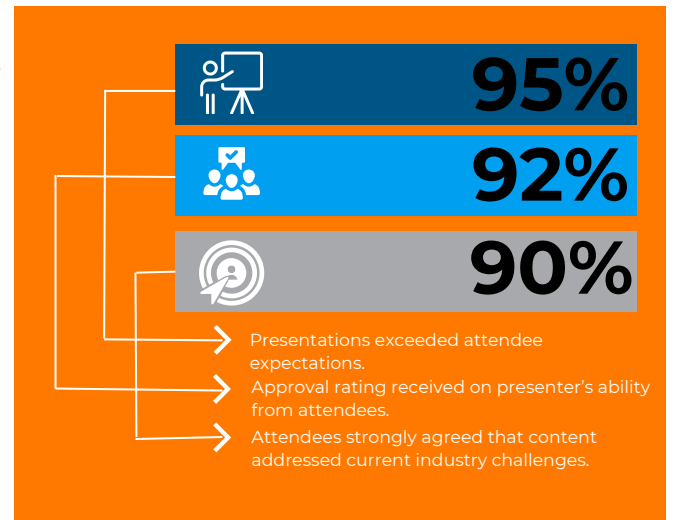 95%
92%
90%
Presentations exceeded attendee
expectations.
Approval rating received on presenter’s ability
from attendees.
Attendees strongly agreed that content
addressed current industry challenges.